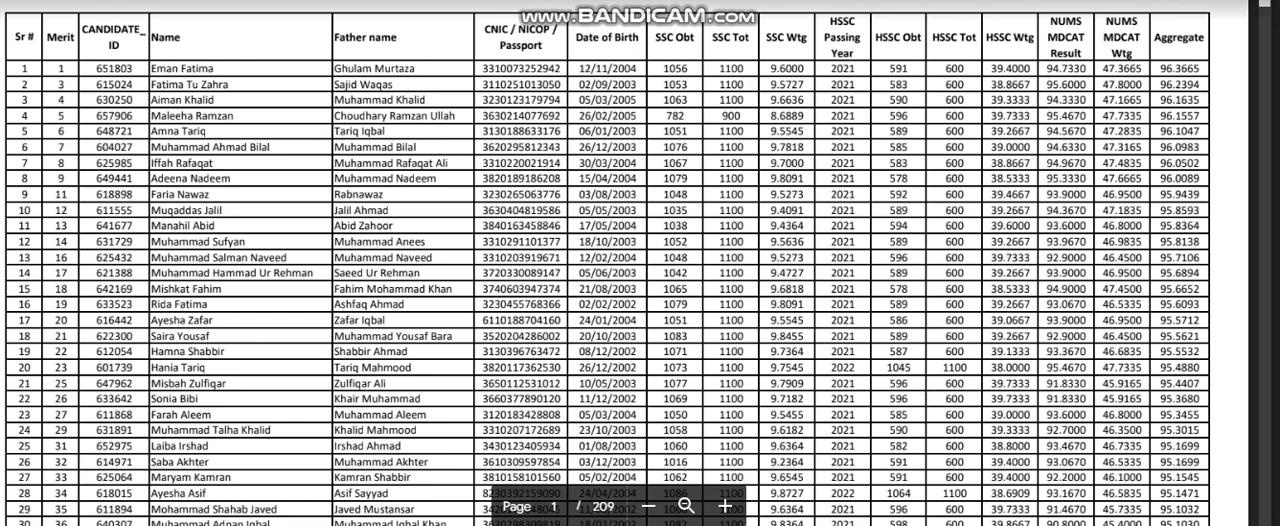 www.BANDICAM.com
Sr # Merit CANDIDATE_ID Name Father name CNIC / NICOP / Passport Date of Birth SSC Obt SSC Tot SSC Wtg HSSC Passing Year HSSC Obt HSSC Tot HSSC Wtg NUMS MDCAT Result NUMS MDCAT Wtg Aggregate
1 1 651803 Eman Fatima Ghulam Murtaza 3310073252942 12/11/2004 1056 1100 9.6000 2021 591 600 39.4000 94.7330 47.3665 96.3665
2 3 615024 Fatima Tu Zahra Sajid Waqas 3110251013050 02/09/2003 1053 1100 9.5727 2021 583 600 38.8667 95.6000 47.8000 96.2394
3 4 630250 Aiman Khalid Muhammad Khalid 3230123179794 05/03/2005 1063 1100 9.6636 2021 590 600 39.3333 94.3330 47.1665 96.1635
4 5 657906 Maleeha Ramzan Choudhary Ramzan Ullah 3630214077692 26/02/2005 782 900 8.6889 2021 596 600 39.7333 95.4670 47.7335 96.1557
5 6 648721 Amna Tariq Tariq Iqbal 3130188633176 06/01/2003 1051 1100 9.5545 2021 589 600 39.2667 94.5670 47.2835 96.1047
6 7 604027 Muhammad Ahmad Bilal Muhammad Bilal 3620295812343 26/12/2003 1076 1100 9.7818 2021 585 600 39.0000 94.6330 47.3165 96.0983
7 8 625985 Iffah Rafaqat Muhammad Rafaqat Ali 3310220021914 30/03/2004 1067 1100 9.7000 2021 583 600 38.8667 94.9670 47.4835 96.0502
8 9 649441 Adeena Nadeem Muhammad Nadeem 3820189186208 15/04/2004 1079 1100 9.8091 2021 578 600 38.5333 95.3330 47.6665 96.0089
9 11 618898 Faria Nawaz Rabnawaz 3230265063776 03/08/2003 1048 1100 9.5273 2021 592 600 39.4667 93.9000 46.9500 95.9439
10 12 611555 Muqaddas Jalil Jalil Ahmad 3630404819586 05/05/2003 1035 1100 9.4091 2021 589 600 39.2667 94.3670 47.1835 95.8593
11 13 641677 Manahil Abid Abid Zahoor 3840163458846 17/05/2004 1038 1100 9.4364 2021 594 600 39.6000 93.6000 46.8000 95.8364
12 14 631729 Muhammad Sufyan Muhammad Anees 3310291101377 18/10/2003 1052 1100 9.5636 2021 589 600 39.2667 93.9670 46.9835 95.8138
13 16 625432 Muhammad Salman Naveed Muhammad Naveed 3310203919671 12/02/2004 1048 1100 9.5273 2021 596 600 39.7333 92.9000 46.4500 95.7106
14 17 621388 Muhammad Hammad Ur Rehman Saeed Ur Rehman 3720330089147 05/06/2003 1042 1100 9.4727 2021 589 600 39.2667 93.9000 46.9500 95.6894
15 18 642169 Mishkat Fahim Fahim Mohammad Khan 3740603947374 21/08/2003 1065 1100 9.6818 2021 578 600 38.5333 94.9000 47.4500 95.6652
16 19 633523 Rida Fatima Ashfaq Ahmad 3230455768366 02/02/2002 1079 1100 9.8091 2021 589 600 39.2667 93.0670 46.5335 95.6093
17 20 616442 Ayesha Zafar Zafar Iqbal 6110188704160 24/01/2004 1051 1100 9.5545 2021 586 600 39.0667 93.9000 46.9500 95.5712
18 21 622300 Saira Yousaf Muhammad Yousaf Bara 3520204286002 20/10/2003 1083 1100 9.8455 2021 589 600 39.2667 92.9000 46.4500 95.5621
19 22 612054 Hamna Shabbir Shabbir Ahmad 3130396763472 08/12/2002 1071 1100 9.7364 2021 587 600 39.1333 93.3670 46.6835 95.5532
20 23 601739 Hania Tariq Tariq Mahmood 3820117362530 26/12/2002 1073 1100 9.7545 2022 1045 1100 38.0000 95.4670 47.7335 95.4880
21 25 647962 Misbah Zulfiqar Zulfiqar Ali 3650112531012 10/05/2003 1077 1100 9.7909 2021 596 600 39.7333 91.8330 45.9165 95.4407
22 26 633642 Sonia Bibi Khair Muhammad 3660377890120 11/12/2002 1069 1100 9.7182 2021 596 600 39.7333 91.8330 45.9165 95.3680
23 27 611868 Farah Aleem Muhammad Aleem 3120183428808 05/03/2004 1050 1100 9.5455 2021 585 600 39.0000 93.6000 46.8000 95.3455
24 29 631891 Muhammad Talha Khalid Khalid Mahmood 3310207172689 23/10/2003 1058 1100 9.6182 2021 590 600 39.3333 92.7000 46.3500 95.3015
25 31 652975 Laiba Irshad Irshad Ahmad 3430123405934 01/08/2003 1060 1100 9.6364 2021 582 600 38.8000 93.4670 46.7335 95.1699
26 32 614971 Saba Akhter Muhammad Akhter 3610309597854 03/12/2003 1016 1100 9.2364 2021 591 600 39.4000 93.0670 46.5335 95.1699
27 33 625064 Maryam Kamran Kamran Shabbir 3810158101560 05/02/2002 1062 1100 9.6545 2021 591 600 39.4000 92.2000 46.1000 95.1545
28 34 618015 Ayesha Asif Asif Sayyad 8230392159090 24/04/2004 1086 1100 9.8727 2022 1064 1100 38.6909 93.1670 46.5835 95.1471
29 35 611894 Mohammad Shahab Javed Javed Mustansar 1100 9.6364 2021 596 600 39.7333 91.4670 45.7335 95.1032
30 36 640307 Muhammad Adnan Iqbal Muhammad Iqbal Khan 1100 9.8364 2021 598 600 39.8667 90.8000 45.4000
Page 1 / 209